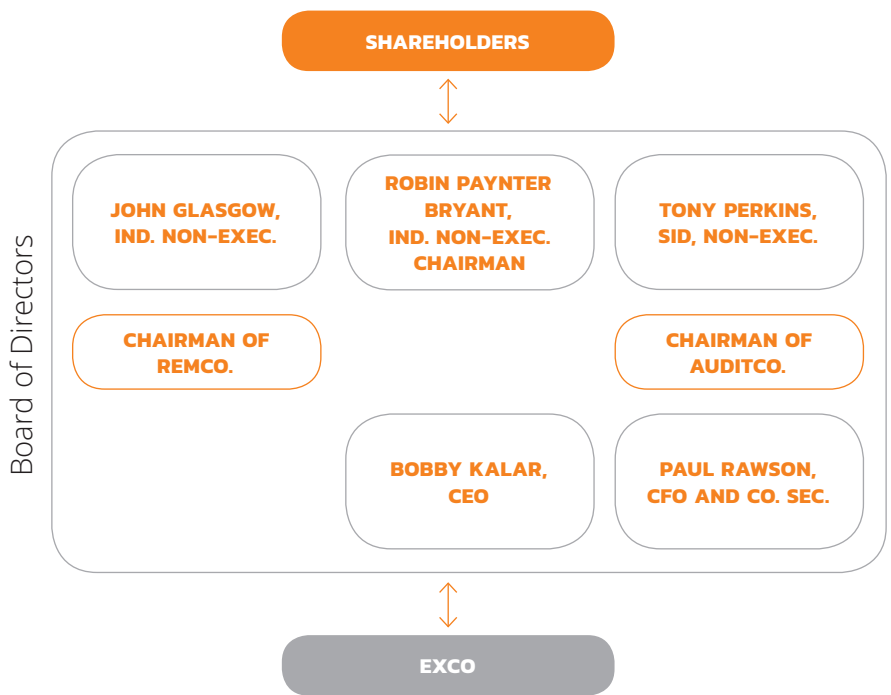 SHAREHOLDERS
Board of Directors
JOHN GLASGOW,
IND. NON-EXEC.
ROBIN PAYNTER
BRYANT,
IND. NON-EXEC.
CHAIRMAN
TONY PERKINS,
SID, NON-EXEC.
CHAIRMAN OF
REMCO.
CHAIRMAN OF
AUDITCO.
BOBBY KALAR,
CEO
PAUL RAWSON,
CFO AND CO. SEC.
EXCO